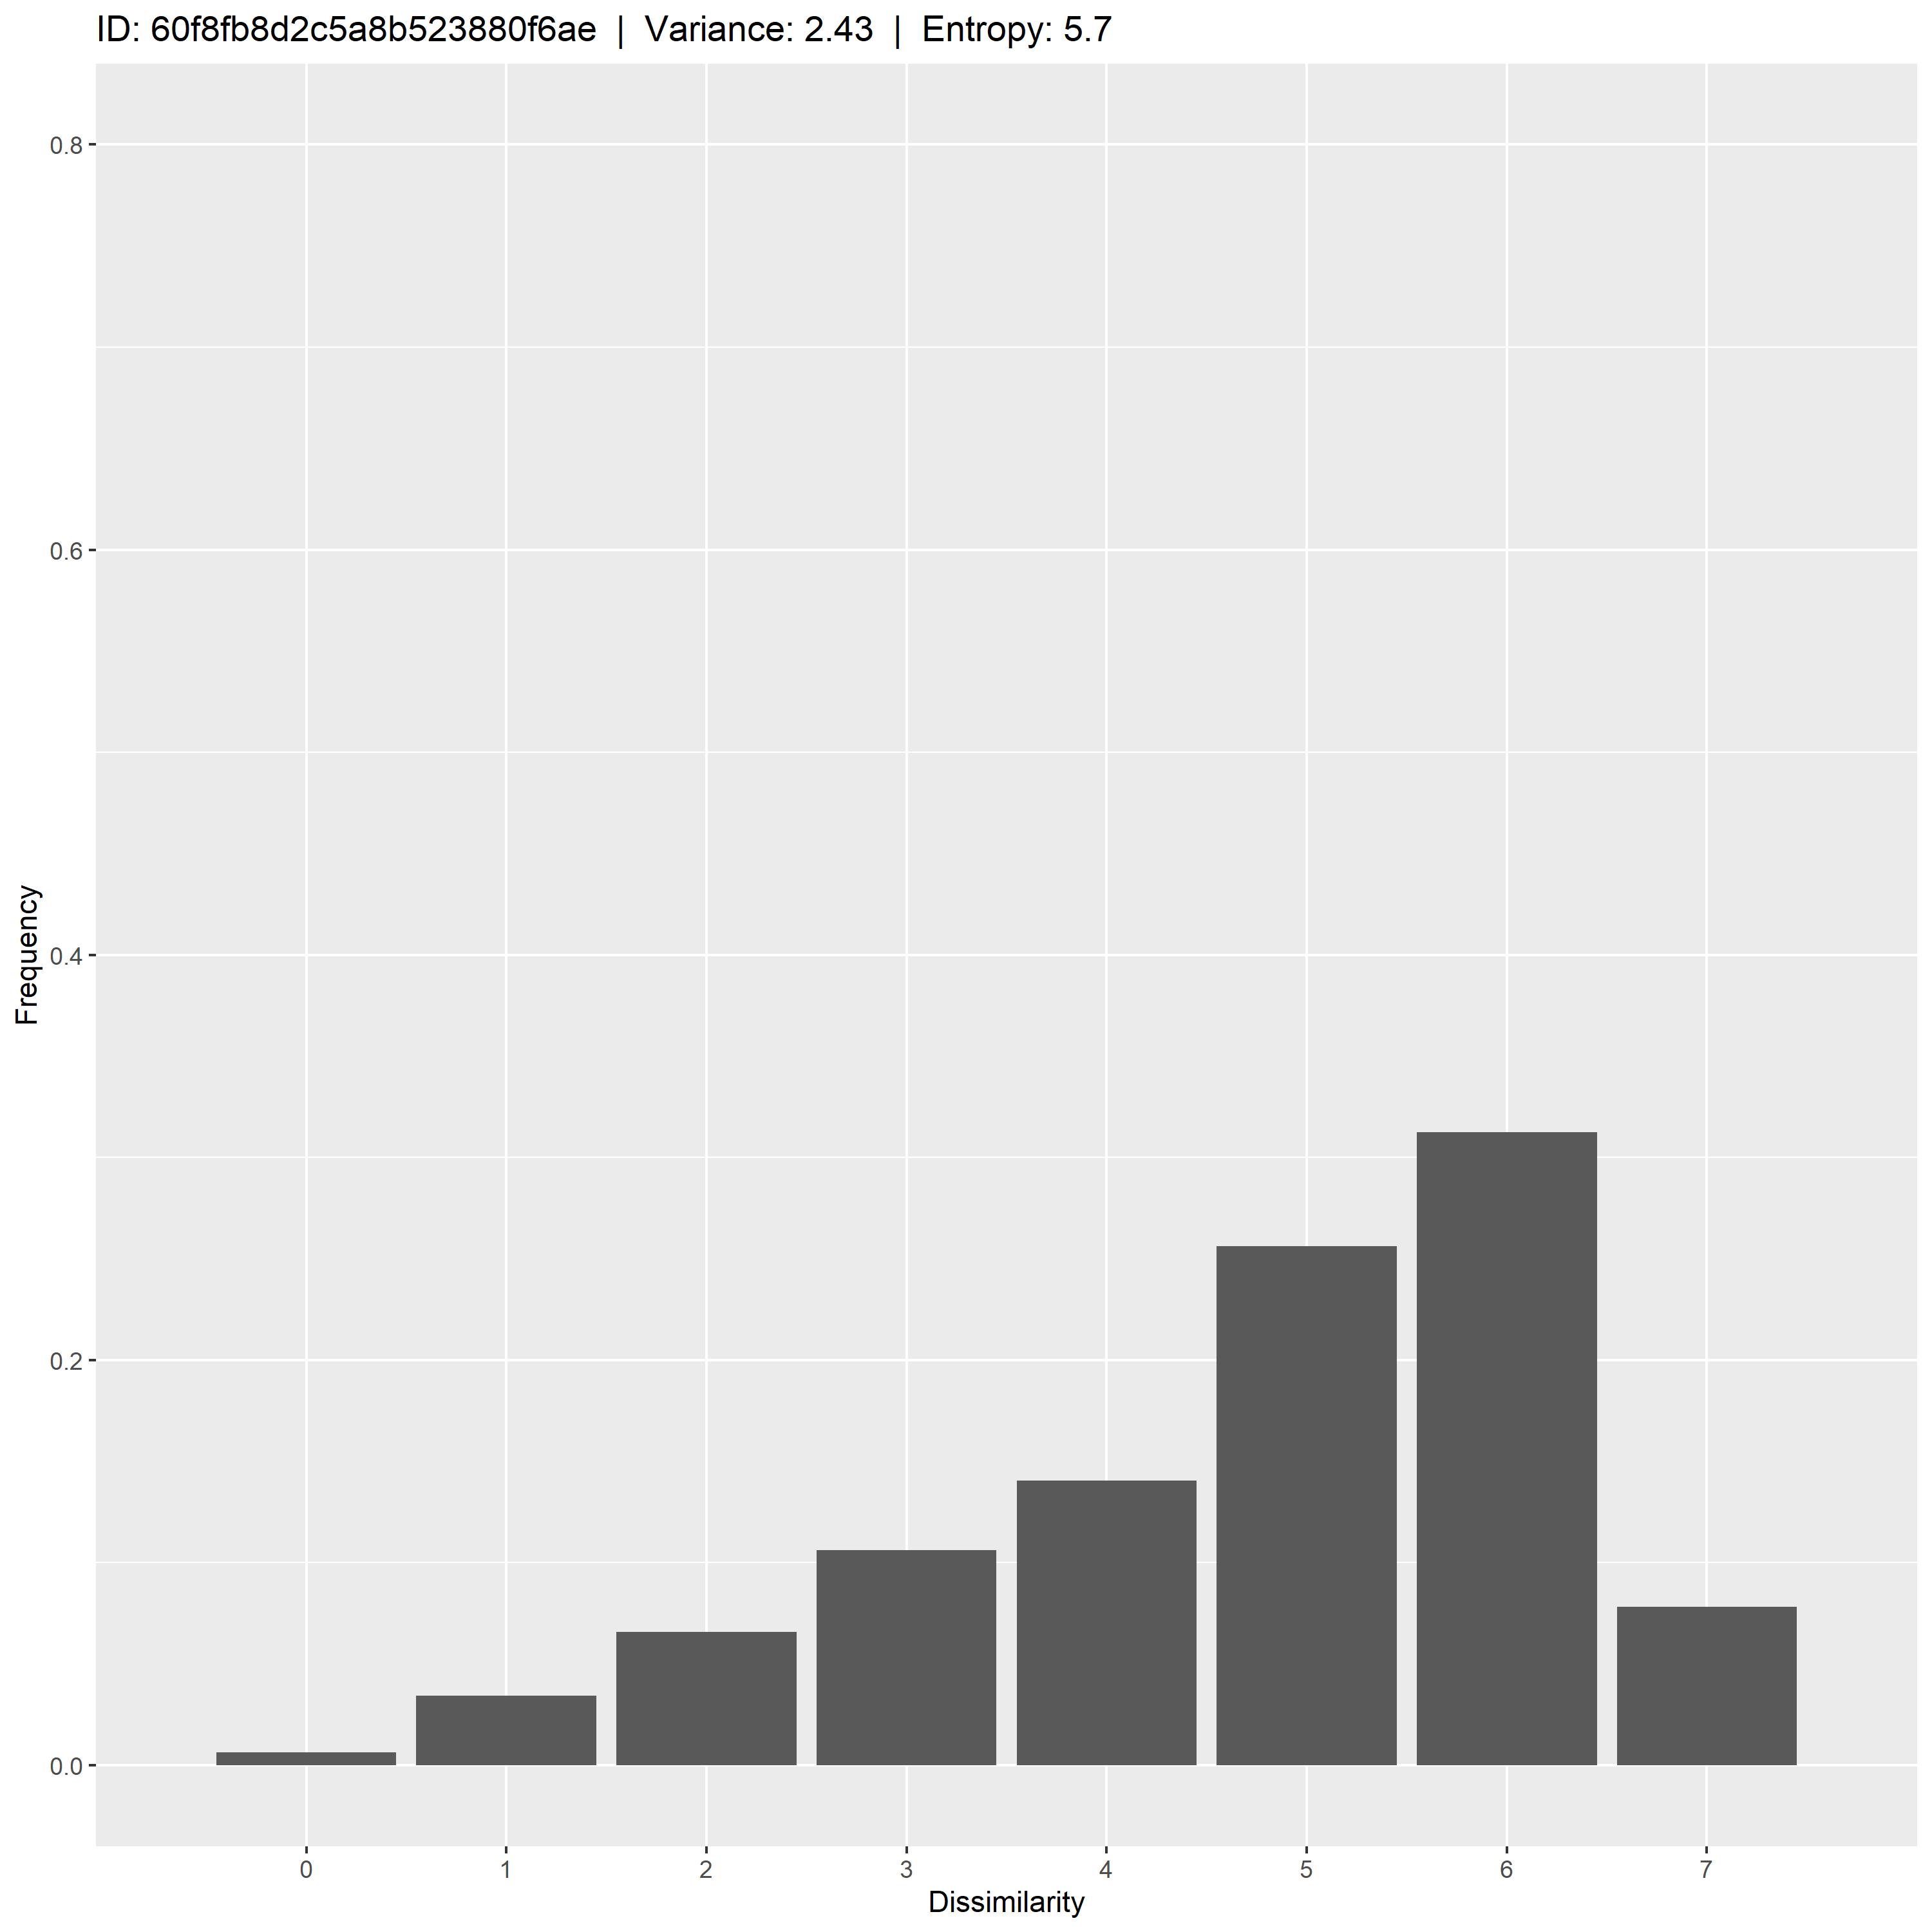 ID: 60f8fb8d2c5a8b523880f6ae | Variance: 2.43 | Entropy: 5.7
Frequency
0.8
0.6
0.4
0.2
0.0
0 1 2 3 4 5 6 7
Dissimilarity